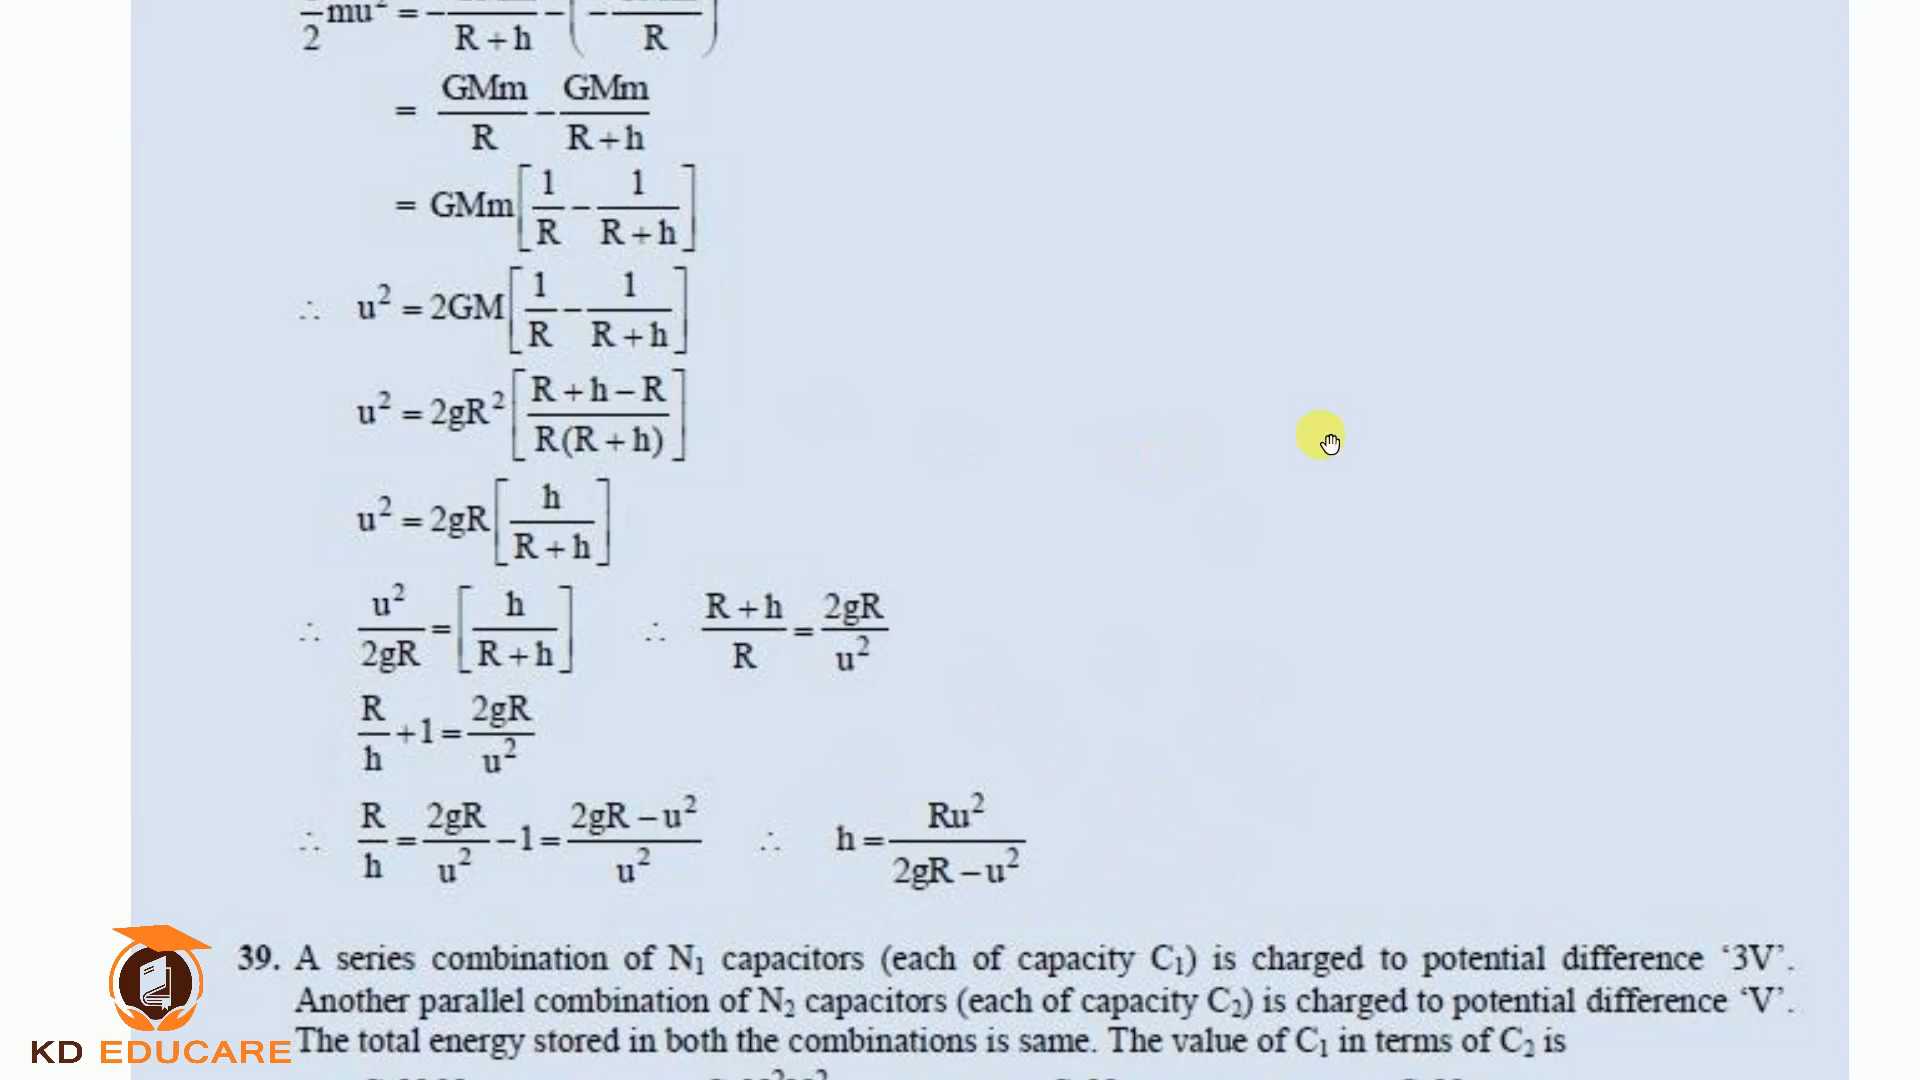 ½mu² = - /R+h - (- /R)
= GMm/R - GMm/R+h
= GMm[1/R - 1/R+h]
∴ u² = 2GM[1/R - 1/R+h]
u² = 2gR²[R+h-R/R(R+h)]
u² = 2gR[h/R+h]
∴ u²/2gR = [h/R+h] ∴ R+h/R = 2gR/u²
R/h +1 = 2gR/u²
∴ R/h = 2gR/u² -1 = 2gR-u²/u² ∴ h = Ru²/2gR-u²
39. A series combination of N₁ capacitors (each of capacity C₁) is charged to potential difference ‘3V’.
Another parallel combination of N₂ capacitors (each of capacity C₂) is charged to potential difference ‘V’.
The total energy stored in both the combinations is same. The value of C₁ in terms of C₂ is
KD EDUCARE